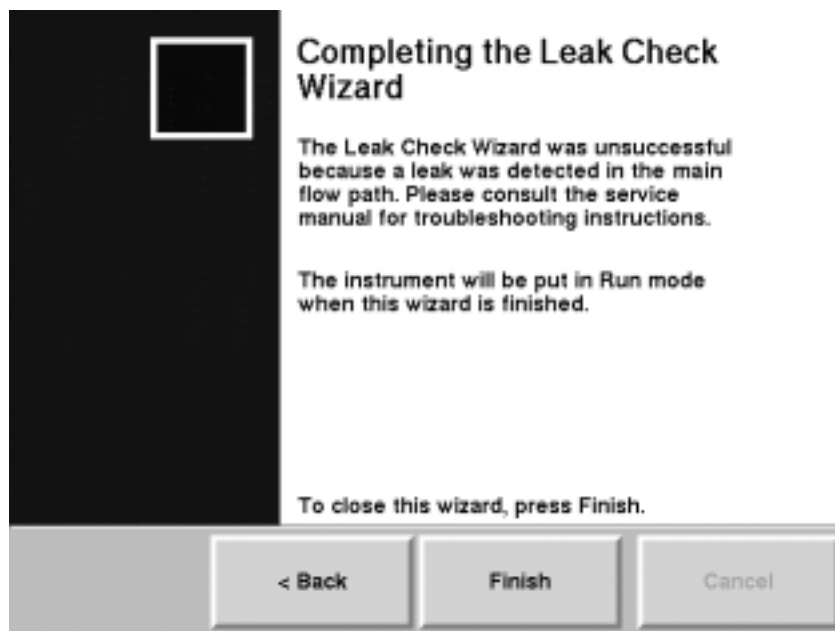 Completing the Leak Check
Wizard
The Leak Check Wizard was unsuccessful
because a leak was detected in the main
flow path. Please consult the service
manual for troubleshooting instructions.
The instrument will be put in Run mode
when this wizard is finished.
To close this wizard, press Finish.
< Back
Finish
Cancel